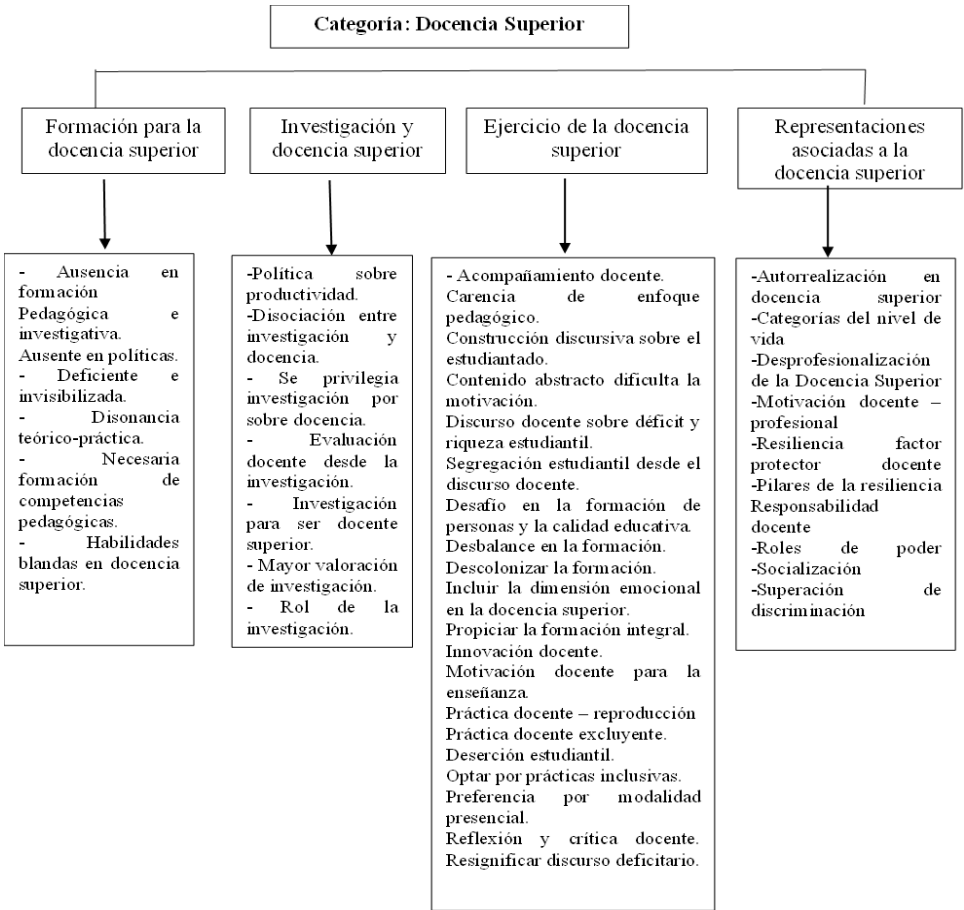 Categoría: Docencia Superior
Formación para la
docencia superior
Investigación y
docencia superior
Ejercicio de la docencia
superior
Representaciones
asociadas a la
docencia superior
- Ausencia en
formación
Pedagógica e
investigativa.
Ausente en políticas.
- Deficiente e
invisibilizada.
- Disonancia
teórico-práctica.
- Necesaria
formación de
competencias
pedagógicas.
- Habilidades
blandas en docencia
superior.
-Política sobre
productividad.
-Disociación entre
investigación y
docencia.
- Se privilegia
investigación por
sobre docencia.
- Evaluación
docente desde la
investigación.
- Investigación
para ser docente
superior.
- Mayor valoración
de investigación.
- Rol de la
investigación.
- Acompañamiento docente.
Carencia de enfoque
pedagógico.
Construcción discursiva sobre el
estudiantado.
Contenido abstracto dificulta la
motivación.
Discurso docente sobre déficit y
riqueza estudiantil.
Segregación estudiantil desde el
discurso docente.
Desafío en la formación de
personas y la calidad educativa.
Desbalance en la formación.
Descolonizar la formación.
Incluir la dimensión emocional
en la docencia superior.
Propiciar la formación integral.
Innovación docente.
Motivación docente para la
enseñanza.
Práctica docente – reproducción
Práctica docente excluyente.
Deserción estudiantil.
Optar por prácticas inclusivas.
Preferencia por modalidad
presencial.
Reflexión y crítica docente.
Resignificar discurso deficitario.
-Autorrealización en
docencia superior
-Categorías del nivel de
vida
-Desprofesionalización
de la Docencia Superior
-Motivación docente –
profesional
-Resiliencia factor
protector docente
-Pilares de la resiliencia
Responsabilidad
docente
-Roles de poder
-Socialización
-Superación de
discriminación